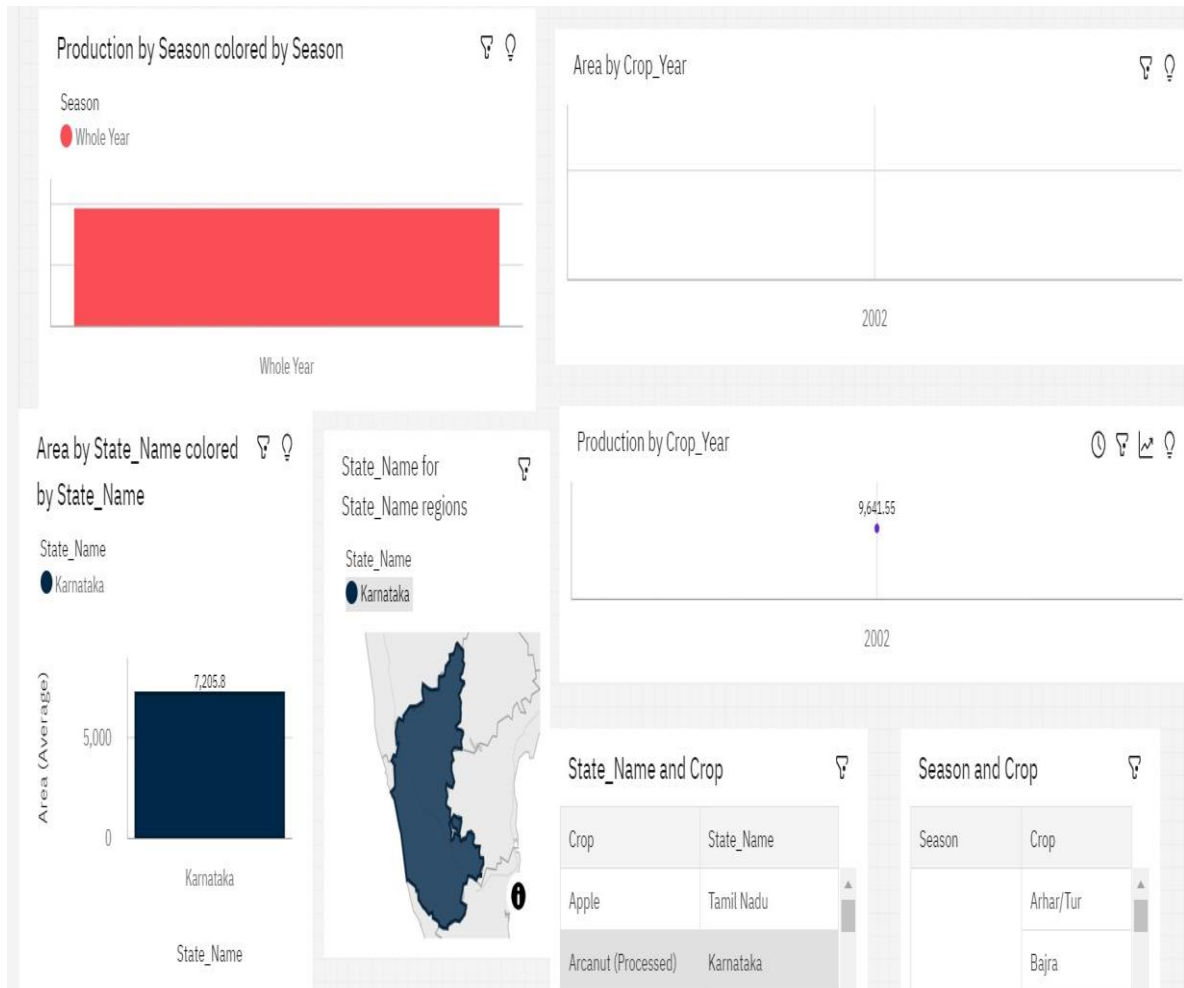 Production by Season colored by Season
Season
Whole Year
Whole Year
Area by Crop_Year
2002
Area by State_Name colored
by State_Name
State_Name
Karnataka
Area (Average)
7,205.8
5,000
0
Karnataka
State_Name
State_Name for
State_Name regions
State_Name
Karnataka
Production by Crop_Year
9,641.55
2002
State_Name and Crop
Crop State_Name
Apple Tamil Nadu
Arcanut (Processed) Karnataka
Season and Crop
Season Crop
Arhar/Tur
Bajra